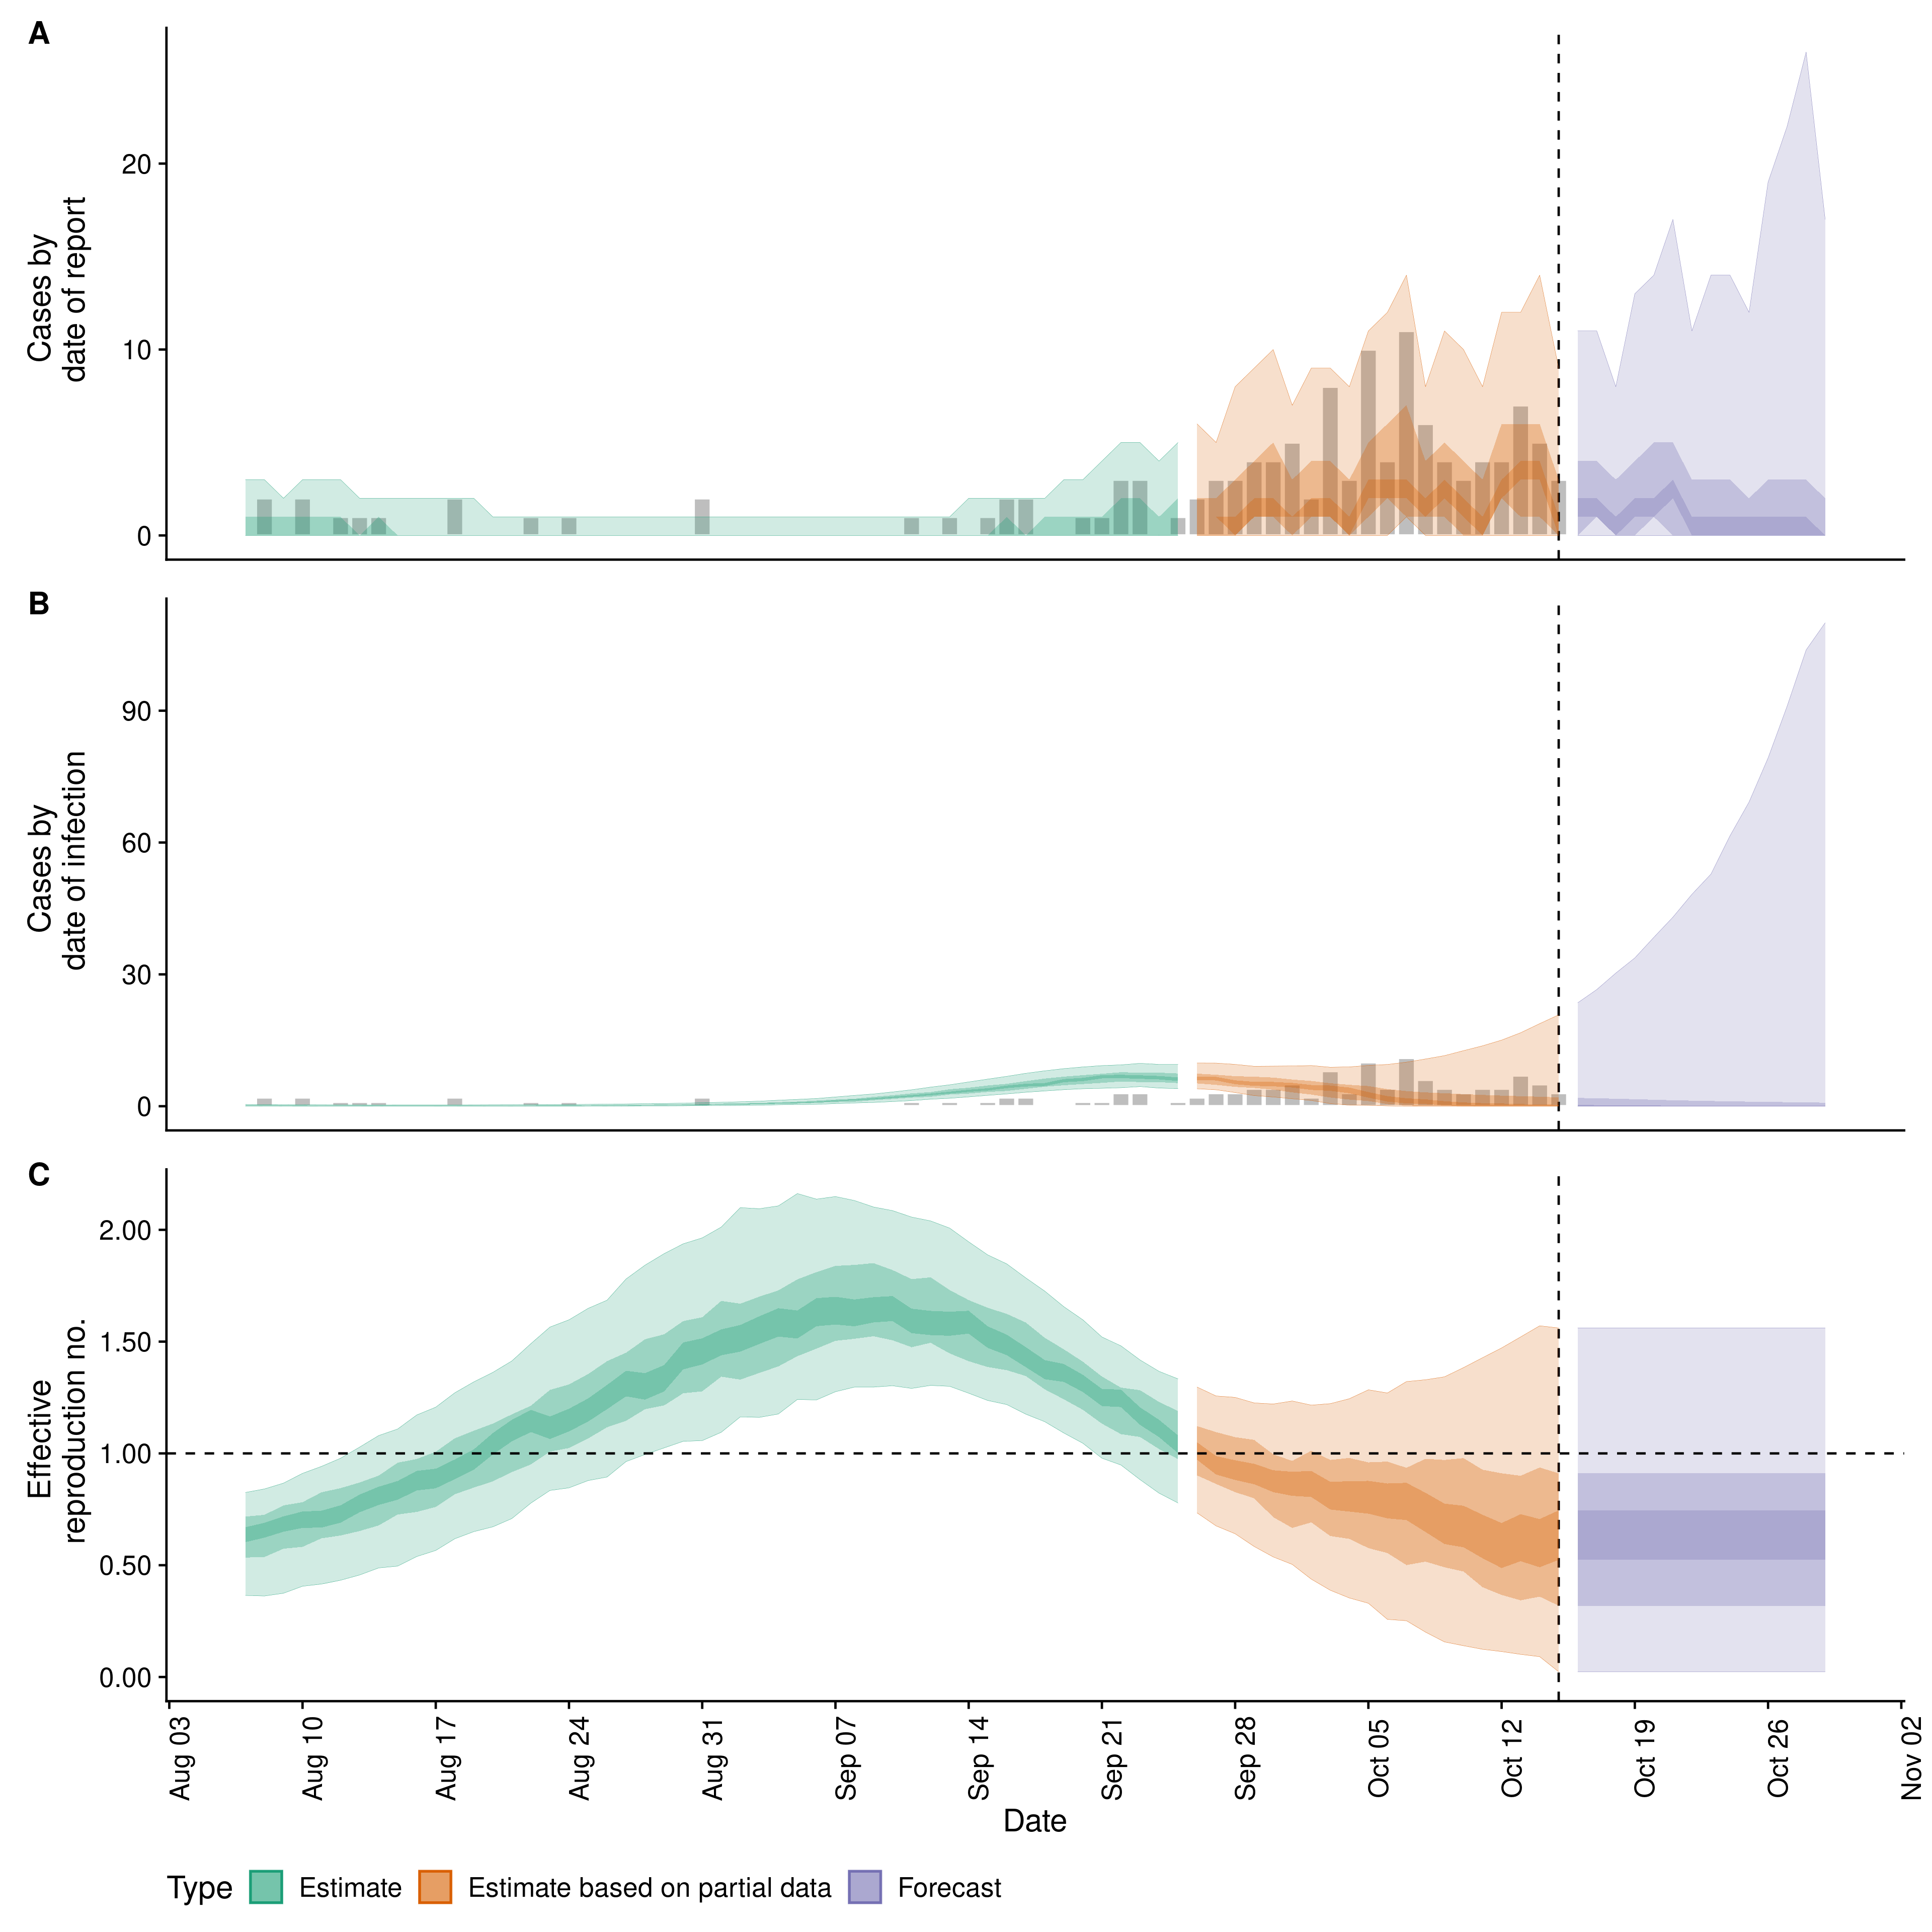 A
Cases by
date of report
20
10
0
B
Cases by
date of infection
90
60
30
0
C
Effective
reproduction no.
2.00
1.50
1.00
0.50
0.00
Aug 03
Aug 10
Aug 17
Aug 24
Aug 31
Sep 07
Sep 14
Sep 21
Sep 28
Oct 05
Oct 12
Oct 19
Oct 26
Nov 02
Date
Type Estimate Estimate based on partial data Forecast